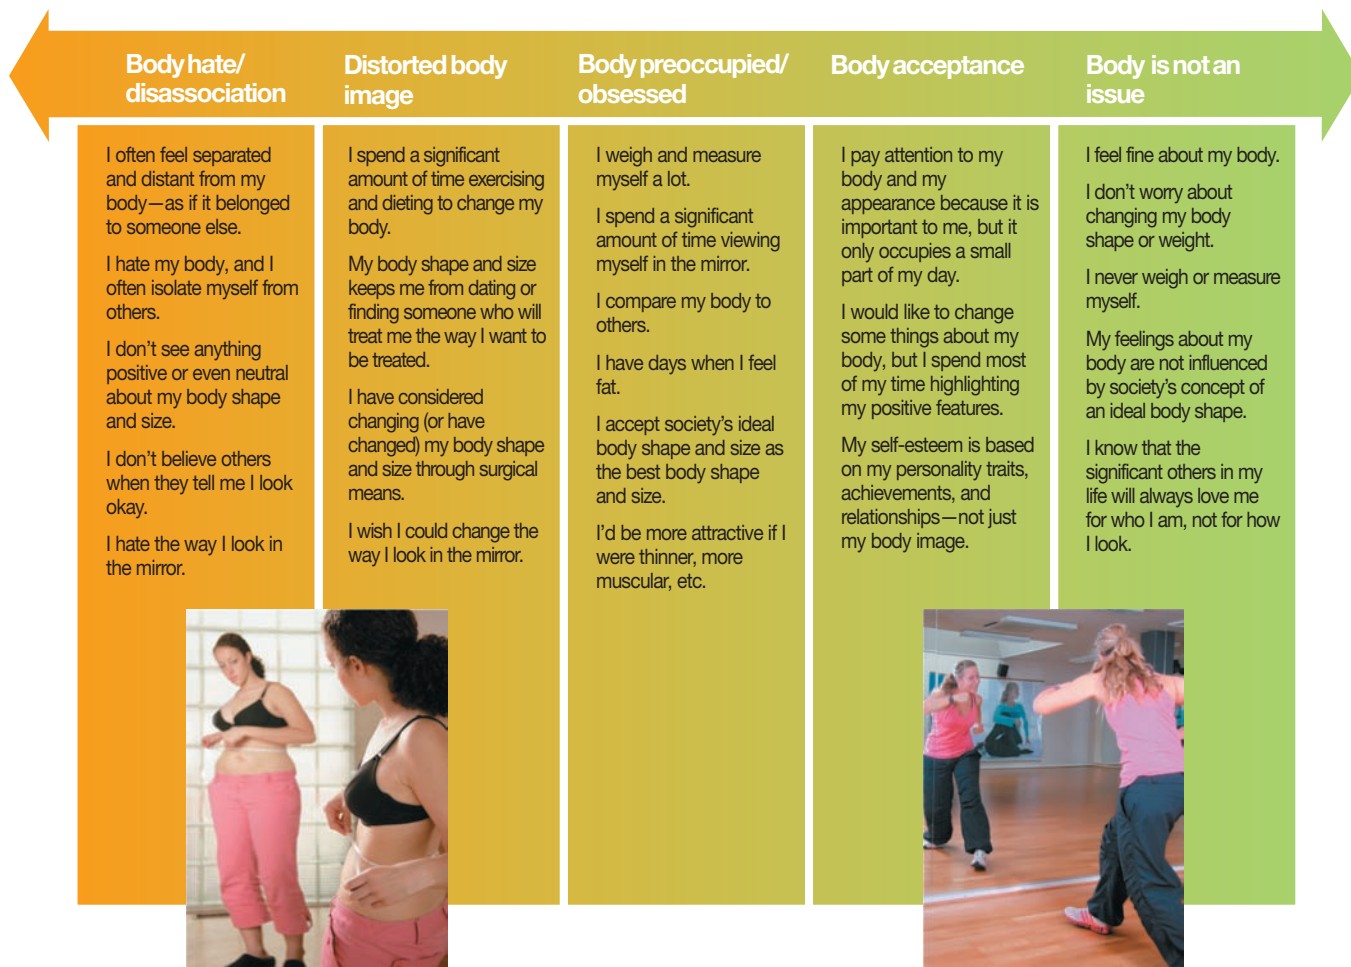 Body hate/
disassociation
Distorted body
image
Body preoccupied/
obsessed
Body acceptance
Body is not an
issue
I often feel separated
and distant from my
body—as if it belonged
to someone else.
I hate my body, and I
often isolate myself from
others.
I don’t see anything
positive or even neutral
about my body shape
and size.
I don’t believe others
when they tell me I look
okay.
I hate the way I look in
the mirror.
I spend a significant
amount of time exercising
and dieting to change my
body.
My body shape and size
keeps me from dating or
finding someone who will
treat me the way I want to
be treated.
I have considered
changing (or have
changed) my body shape
and size through surgical
means.
I wish I could change the
way I look in the mirror.
I weigh and measure
myself a lot.
I spend a significant
amount of time viewing
myself in the mirror.
I compare my body to
others.
I have days when I feel
fat.
I accept society’s ideal
body shape and size as
the best body shape
and size.
I’d be more attractive if I
were thinner, more
muscular, etc.
I pay attention to my
body and my
appearance because it is
important to me, but it
only occupies a small
part of my day.
I would like to change
some things about my
body, but I spend most
of my time highlighting
my positive features.
My self-esteem is based
on my personality traits,
achievements, and
relationships—not just
my body image.
I feel fine about my body.
I don’t worry about
changing my body
shape or weight.
I never weigh or measure
myself.
My feelings about my
body are not influenced
by society’s concept of
an ideal body shape.
I know that the
significant others in my
life will always love me
for who I am, not for how
I look.